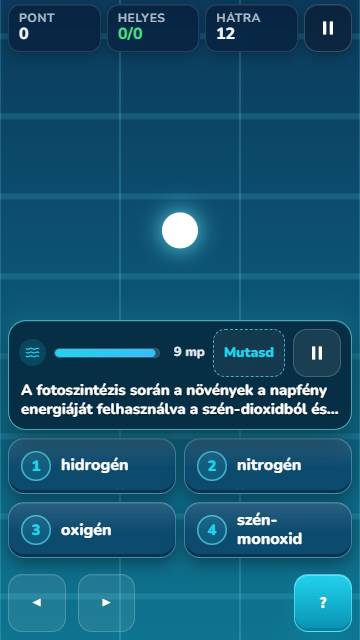 PONT
0
HELYES
0/0
HÁTRA
12
9 mp
Mutasd
A fotoszintézis során a növények a napfény
energiáját felhasználva a szén-dioxidból és...
1 hidrogén
2 nitrogén
3 oxigén
4 szén-
monoxid
?